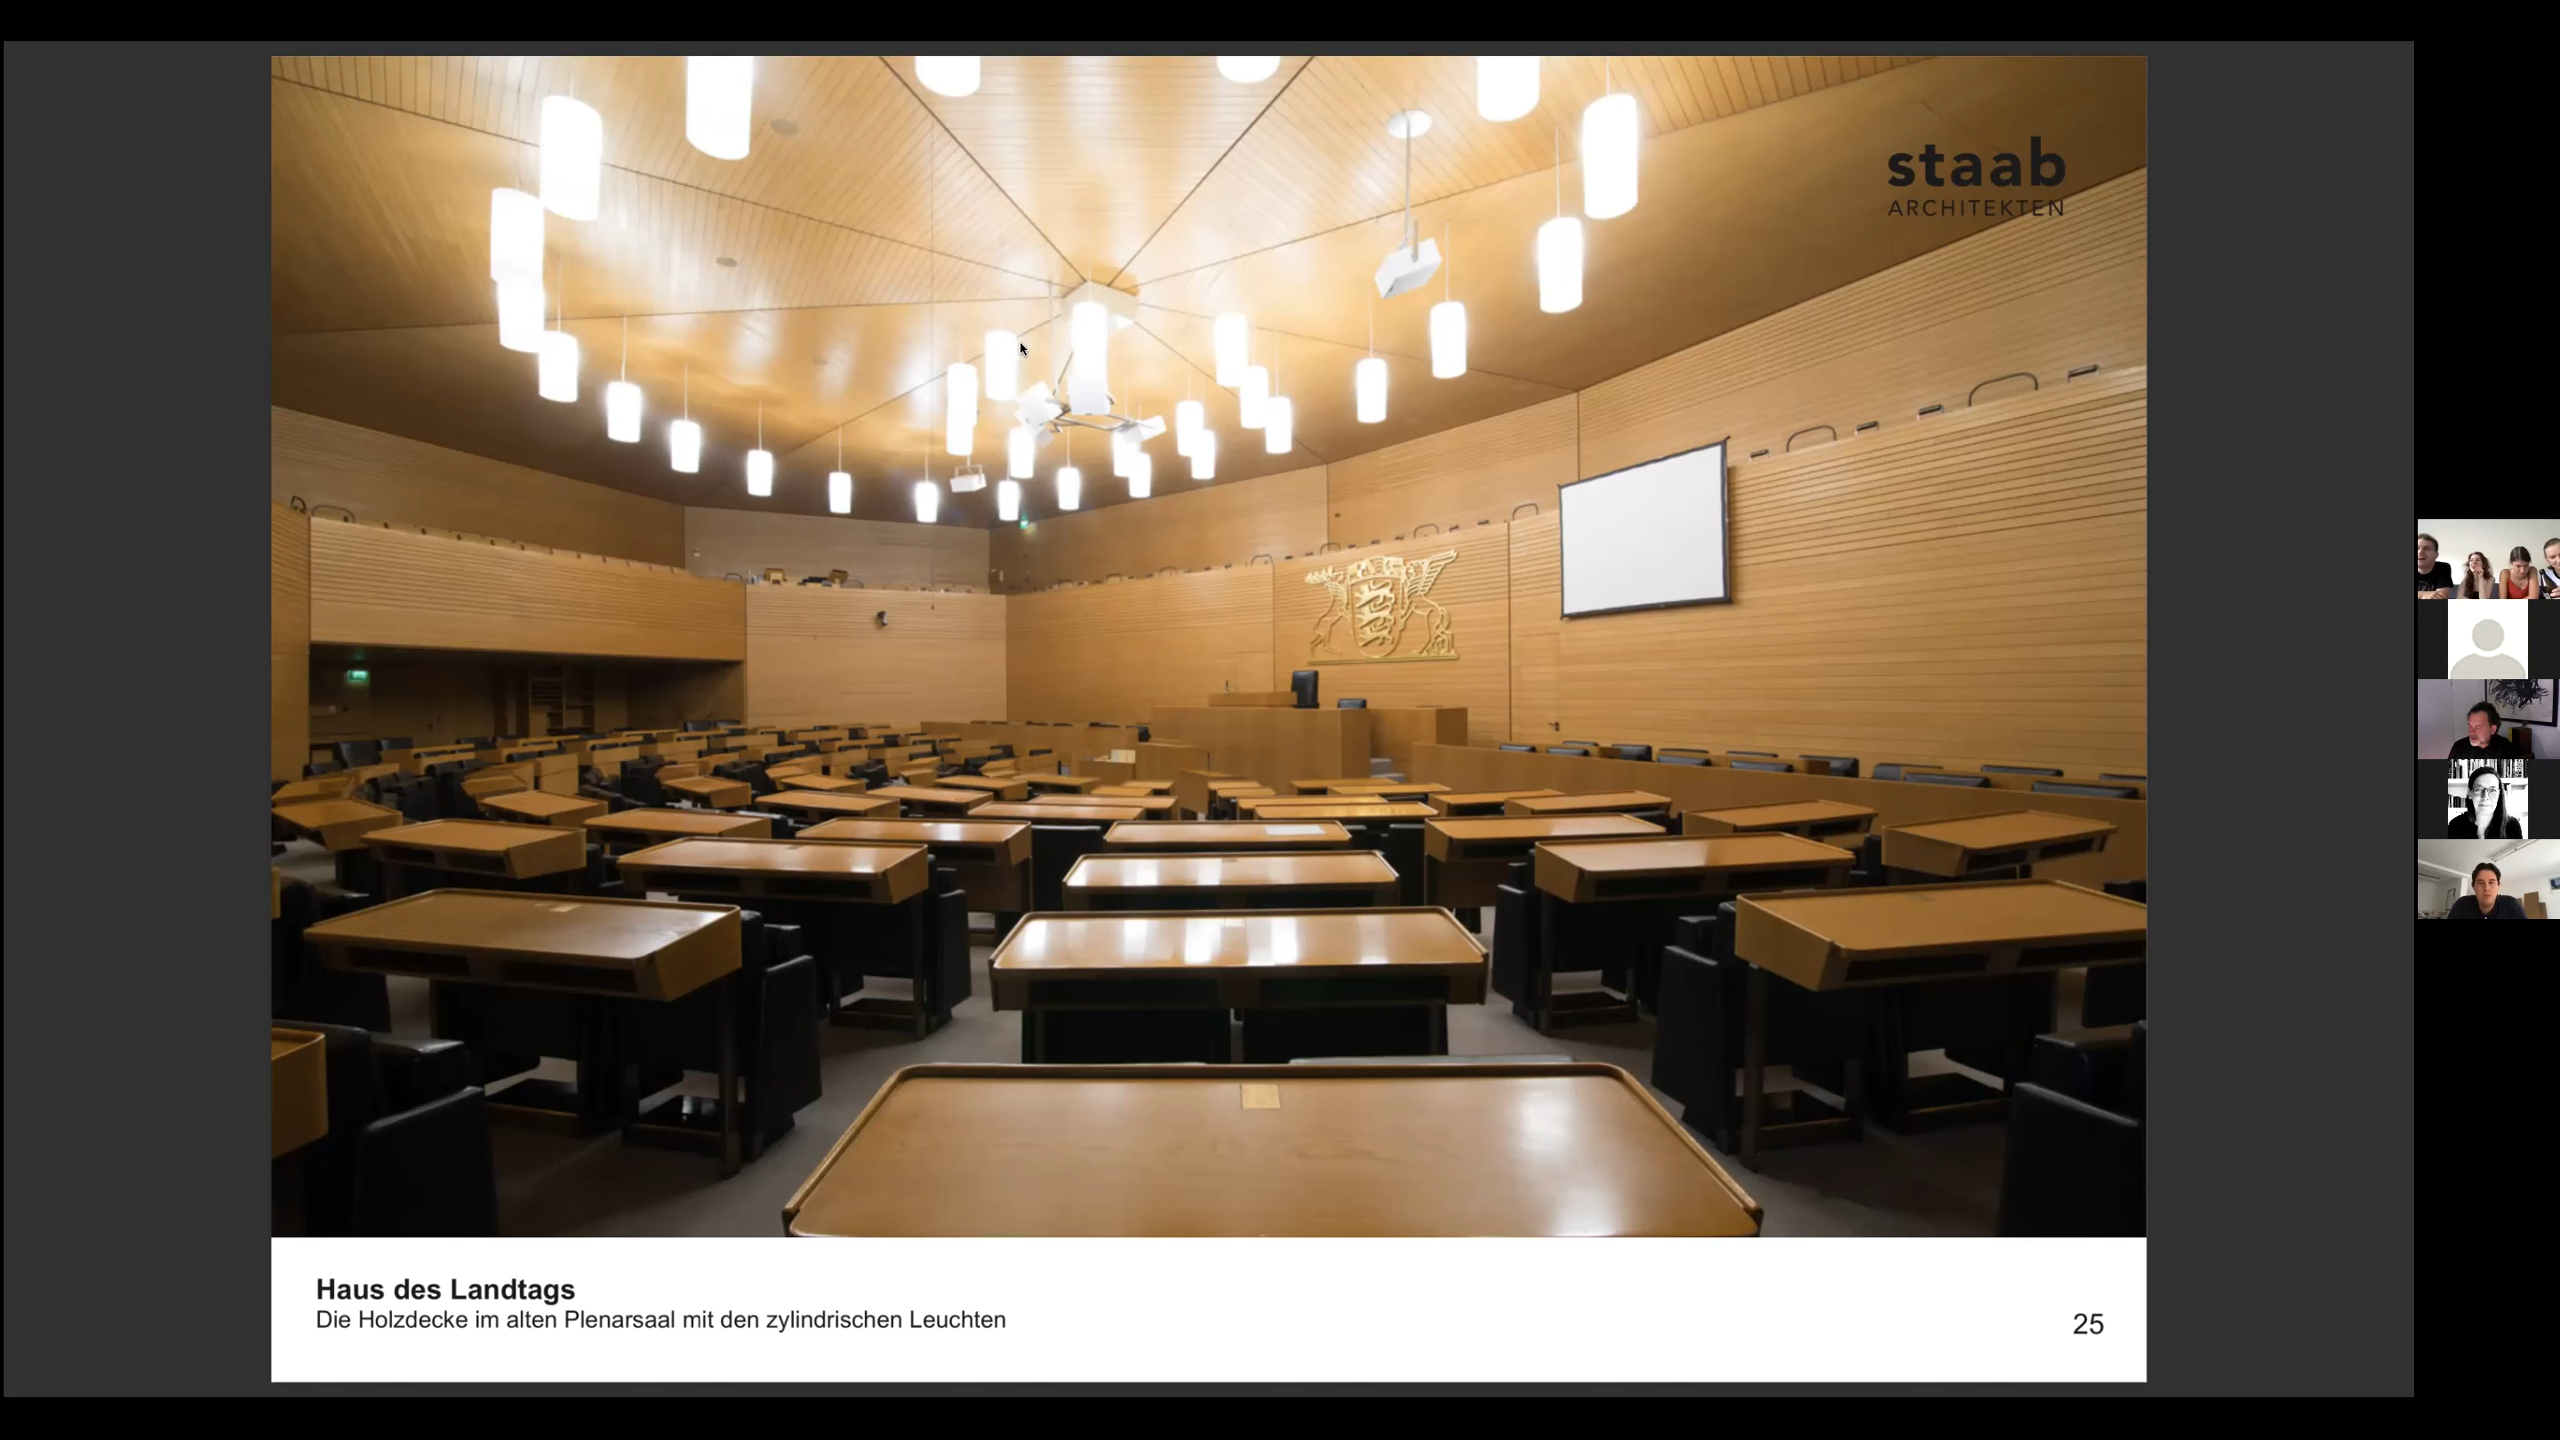 staab
ARCHITEKTEN
Haus des Landtags
Die Holzdecke im alten Plenarsaal mit den zylindrischen Leuchten
25